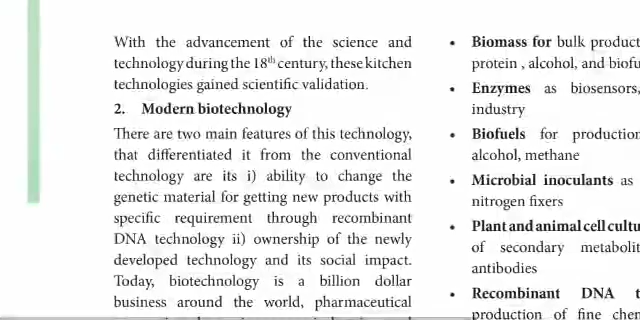 With the advancement of the science and
technology during the 18th century, these kitchen
technologies gained scientific validation.
2. Modern biotechnology
There are two main features of this technology,
that differentiated it from the conventional
technology are its i) ability to change the
genetic material for getting new products with
specific requirement through recombinant
DNA technology ii) ownership of the newly
developed technology and its social impact.
Today, biotechnology is a billion dollar
business around the world, pharmaceutical
• Biomass for bulk
protein , alcohol, and
• Enzymes as biosensors,
industry
• Biofuels for production
alcohol, methane
• Microbial inoculants as
nitrogen fixers
• Plant and animal cell
of secondary
antibodies
• Recombinant DNA
production of fine